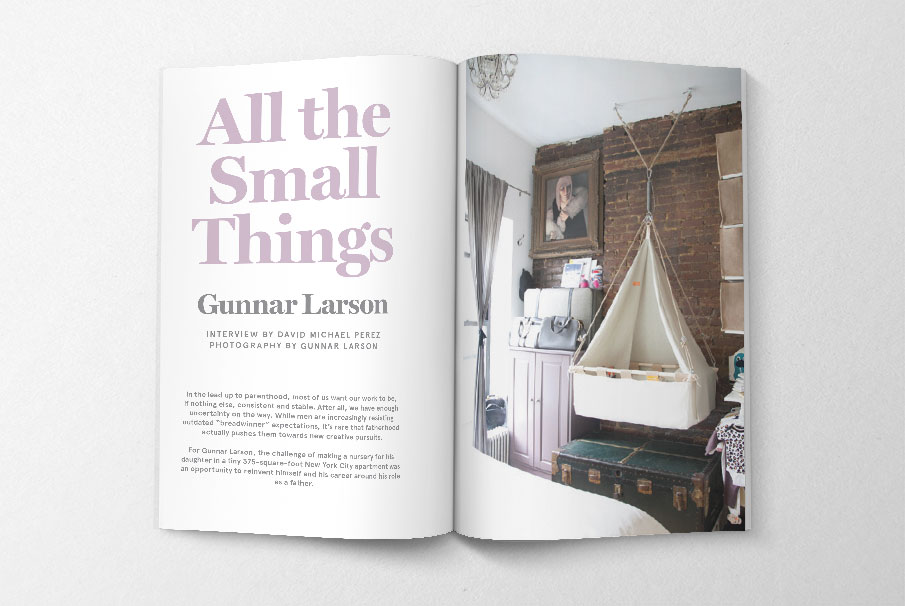 All the
Small
Things
Gunnar Larson
INTERVIEW BY DAVID MICHAEL PEREZ
PHOTOGRAPHY BY GUNNAR LARSON
In the lead up to parenthood, most of us want our work to be,
if nothing else, consistent and stable. After all, we have enough
uncertainty on the way. While men are increasingly resisting
outdated “breadwinner” expectations, it’s rare that fatherhood
actually pushes them towards new creative pursuits.
For Gunnar Larson, the challenge of making a nursery for his
daughter in a tiny 375-square-foot New York City apartment was
an opportunity to reinvent himself and his career around his role
as a father.